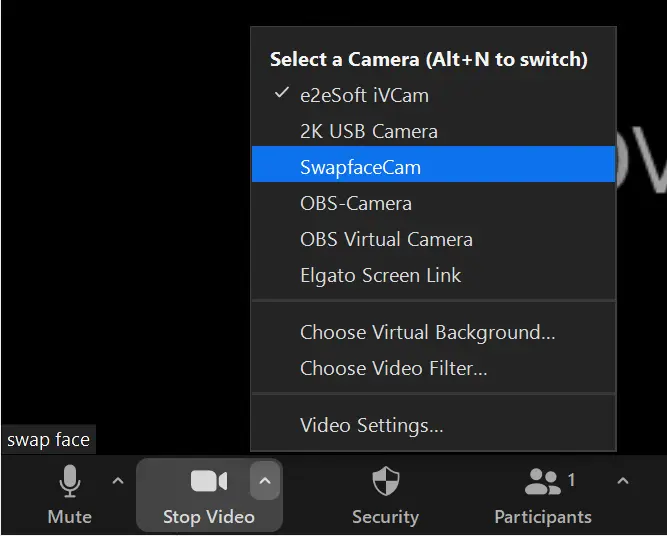 Select a Camera (Alt+N to switch)
✓ e2eSoft iVCam
2K USB Camera
SwapfaceCam
OBS-Camera
OBS Virtual Camera
Elgato Screen Link
Choose Virtual Background...
Choose Video Filter...
Video Settings...
swap face
Mute
Stop Video
Security
1
Participants